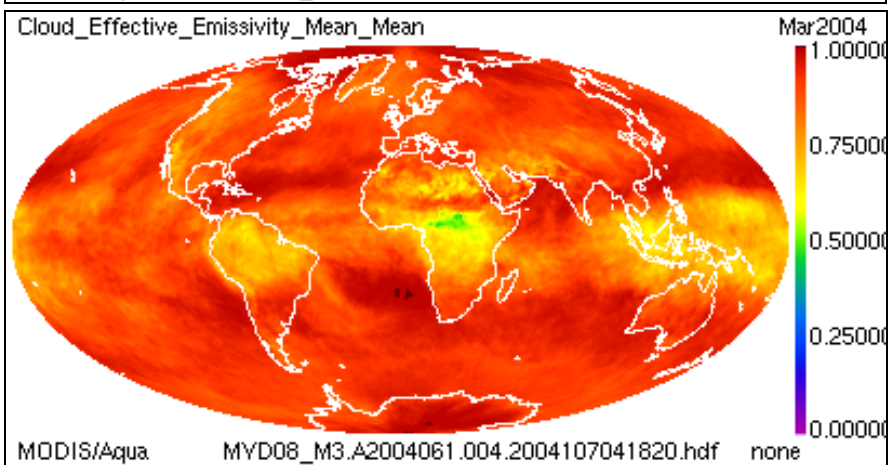 Cloud_Effective_Emissivity_Mean_Mean Mar2004
1.00000
0.75000
0.50000
0.25000
0.00000
MODIS/Aqua MYD08_M3.A2004061.004.2004107041820.hdf none